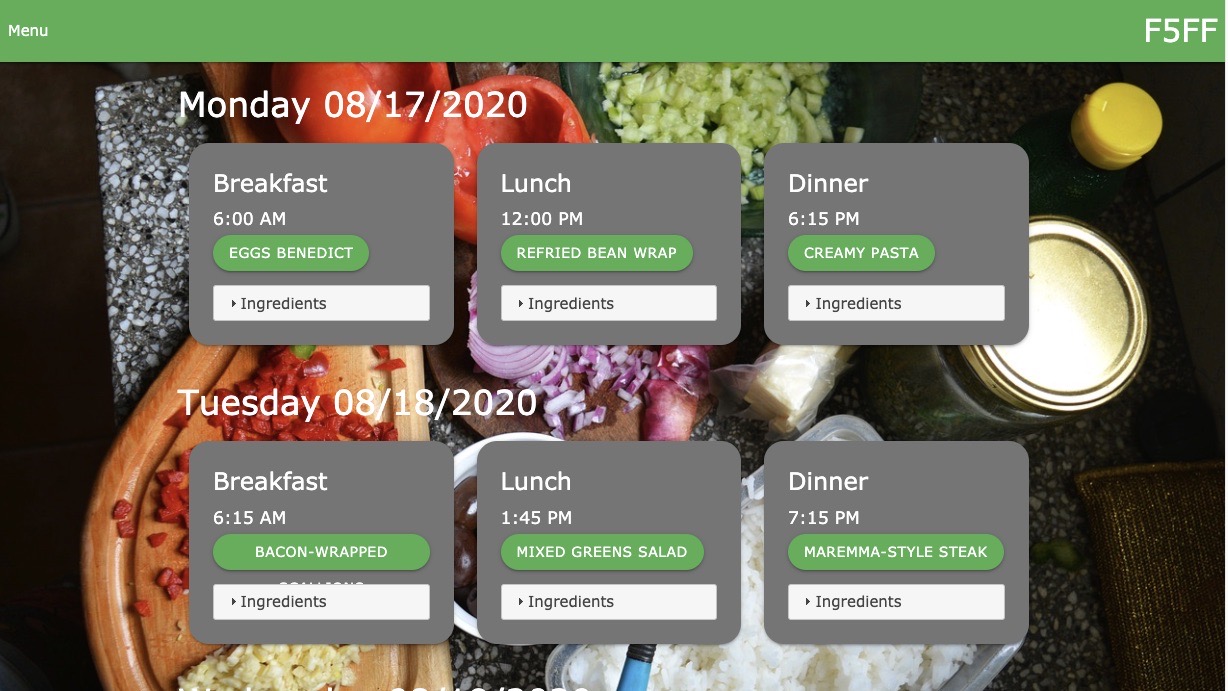 Menu
F5FF
Monday 08/17/2020
Breakfast
6:00 AM
EGGS BENEDICT
Ingredients
Lunch
12:00 PM
REFRIED BEAN WRAP
Ingredients
Dinner
6:15 PM
CREAMY PASTA
Ingredients
Tuesday 08/18/2020
Breakfast
6:15 AM
BACON-WRAPPED
Ingredients
Lunch
1:45 PM
MIXED GREENS SALAD
Ingredients
Dinner
7:15 PM
MAREMMA-STYLE STEAK
Ingredients